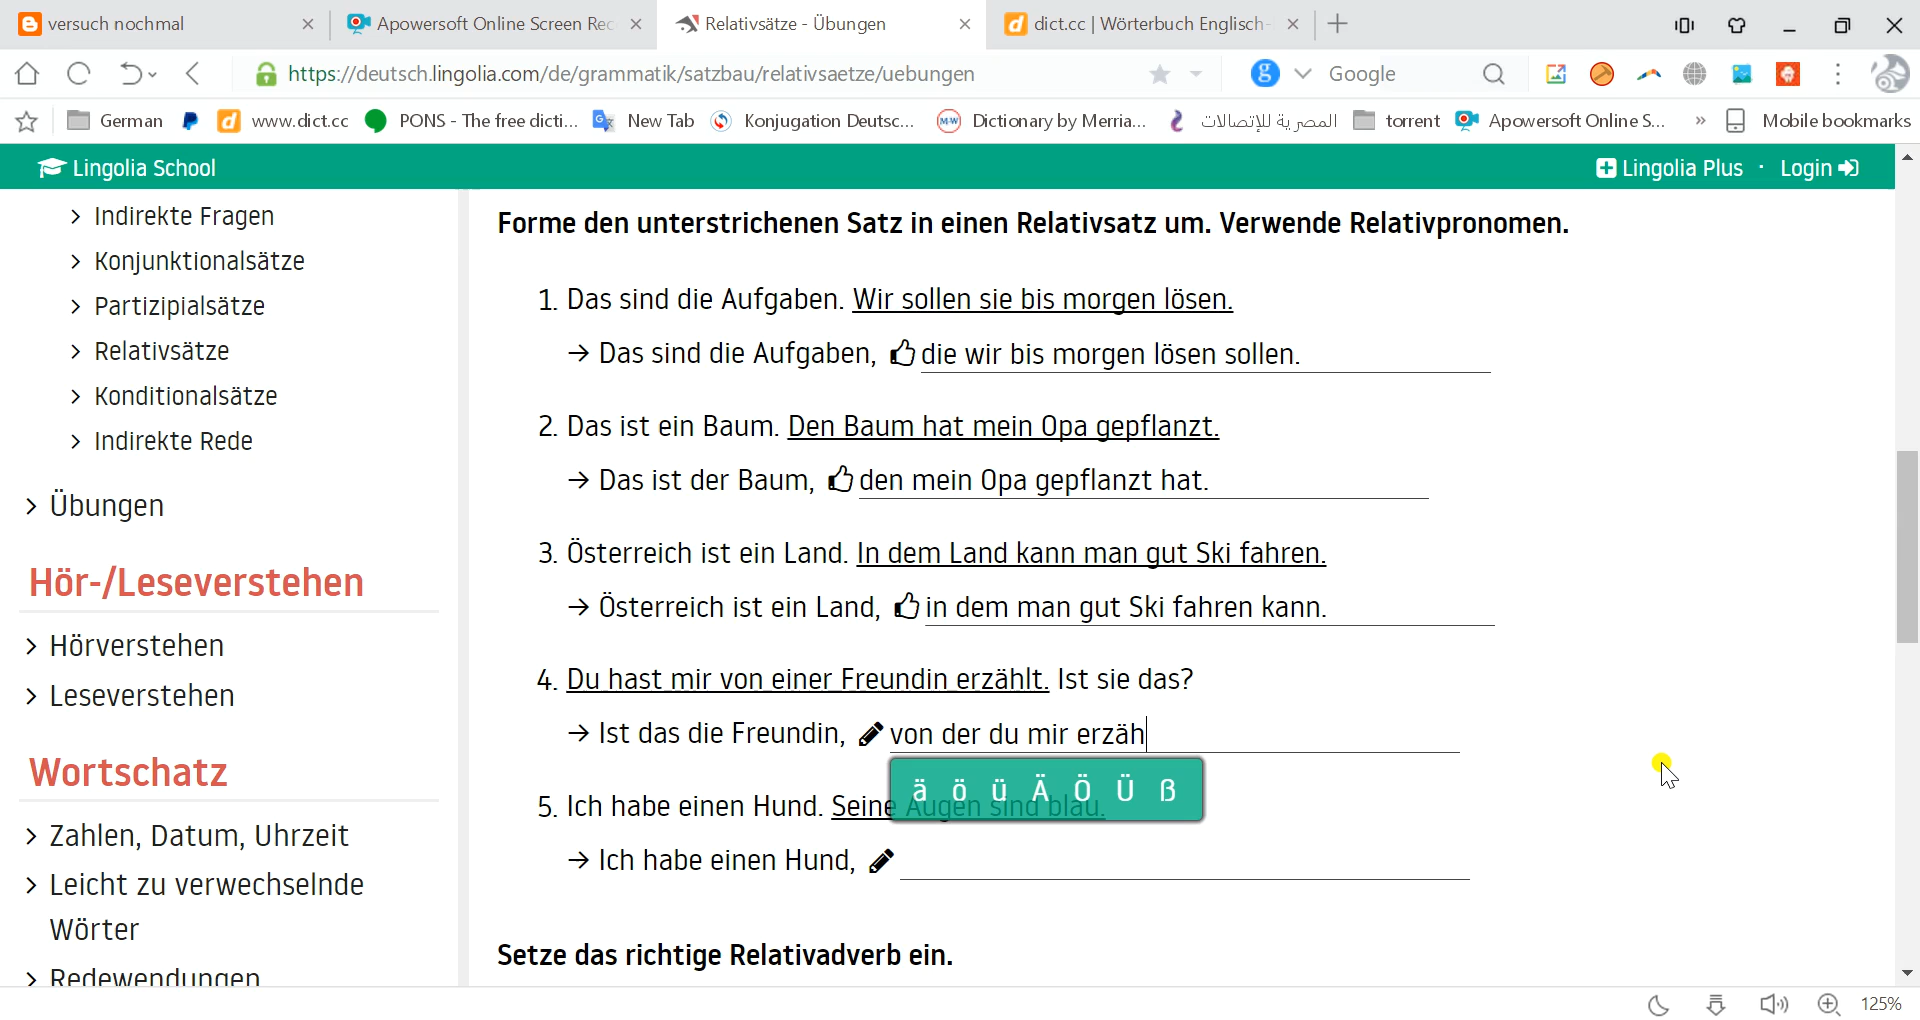 versuch nochmal
Apowersoft Online Screen Rec
Relativsätze - Übungen
dict.cc | Wörterbuch Englisch-
https://deutsch.lingolia.com/de/grammatik/satzbau/relativsaetze/uebungen
g
Google
German
d
www.dict.cc
PONS - The free dicti...
New Tab
Konjugation Deutsc...
M-W
Dictionary by Merria...
المصرية للإتصالات
torrent
Apowersoft Online S...
»
Mobile bookmarks
Lingolia School
Lingolia Plus · Login
> Indirekte Fragen
> Konjunktionalsätze
> Partizipialsätze
> Relativsätze
> Konditionalsätze
> Indirekte Rede
> Übungen
Hör-/Leseverstehen
> Hörverstehen
> Leseverstehen
Wortschatz
> Zahlen, Datum, Uhrzeit
> Leicht zu verwechselnde
Wörter
> Redewendungen
Forme den unterstrichenen Satz in einen Relativsatz um. Verwende Relativpronomen.
1. Das sind die Aufgaben. Wir sollen sie bis morgen lösen.
→ Das sind die Aufgaben, die wir bis morgen lösen sollen.
2. Das ist ein Baum. Den Baum hat mein Opa gepflanzt.
→ Das ist der Baum, den mein Opa gepflanzt hat.
3. Österreich ist ein Land. In dem Land kann man gut Ski fahren.
→ Österreich ist ein Land, in dem man gut Ski fahren kann.
4. Du hast mir von einer Freundin erzählt. Ist sie das?
→ Ist das die Freundin, von der du mir erzäh
ä ö ü Ä Ö Ü ß
5. Ich habe einen Hund. Seine Augen sind blau.
→ Ich habe einen Hund,
Setze das richtige Relativadverb ein.
125%